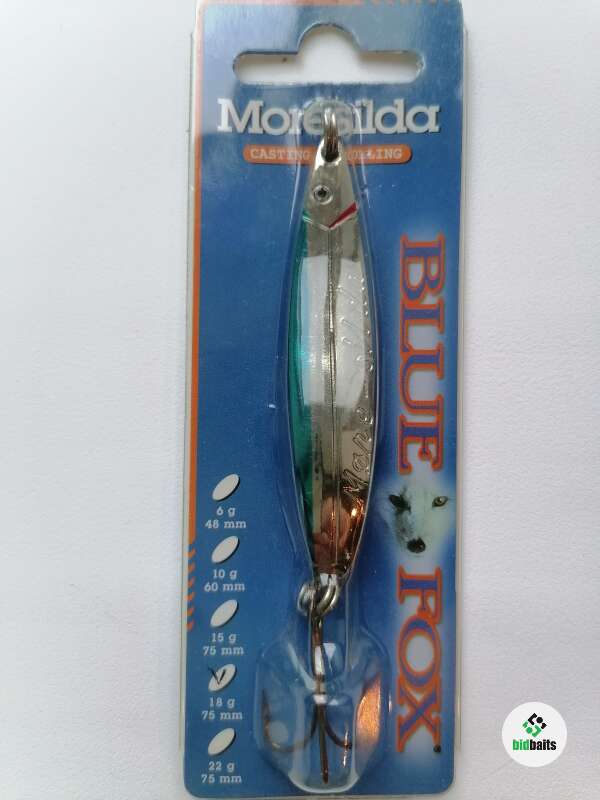 Moresilda
CASTING
BLUE FOX
6 g
48 mm
10 g
60 mm
15 g
75 mm
18 g
75 mm
22 g
75 mm
bidbaits